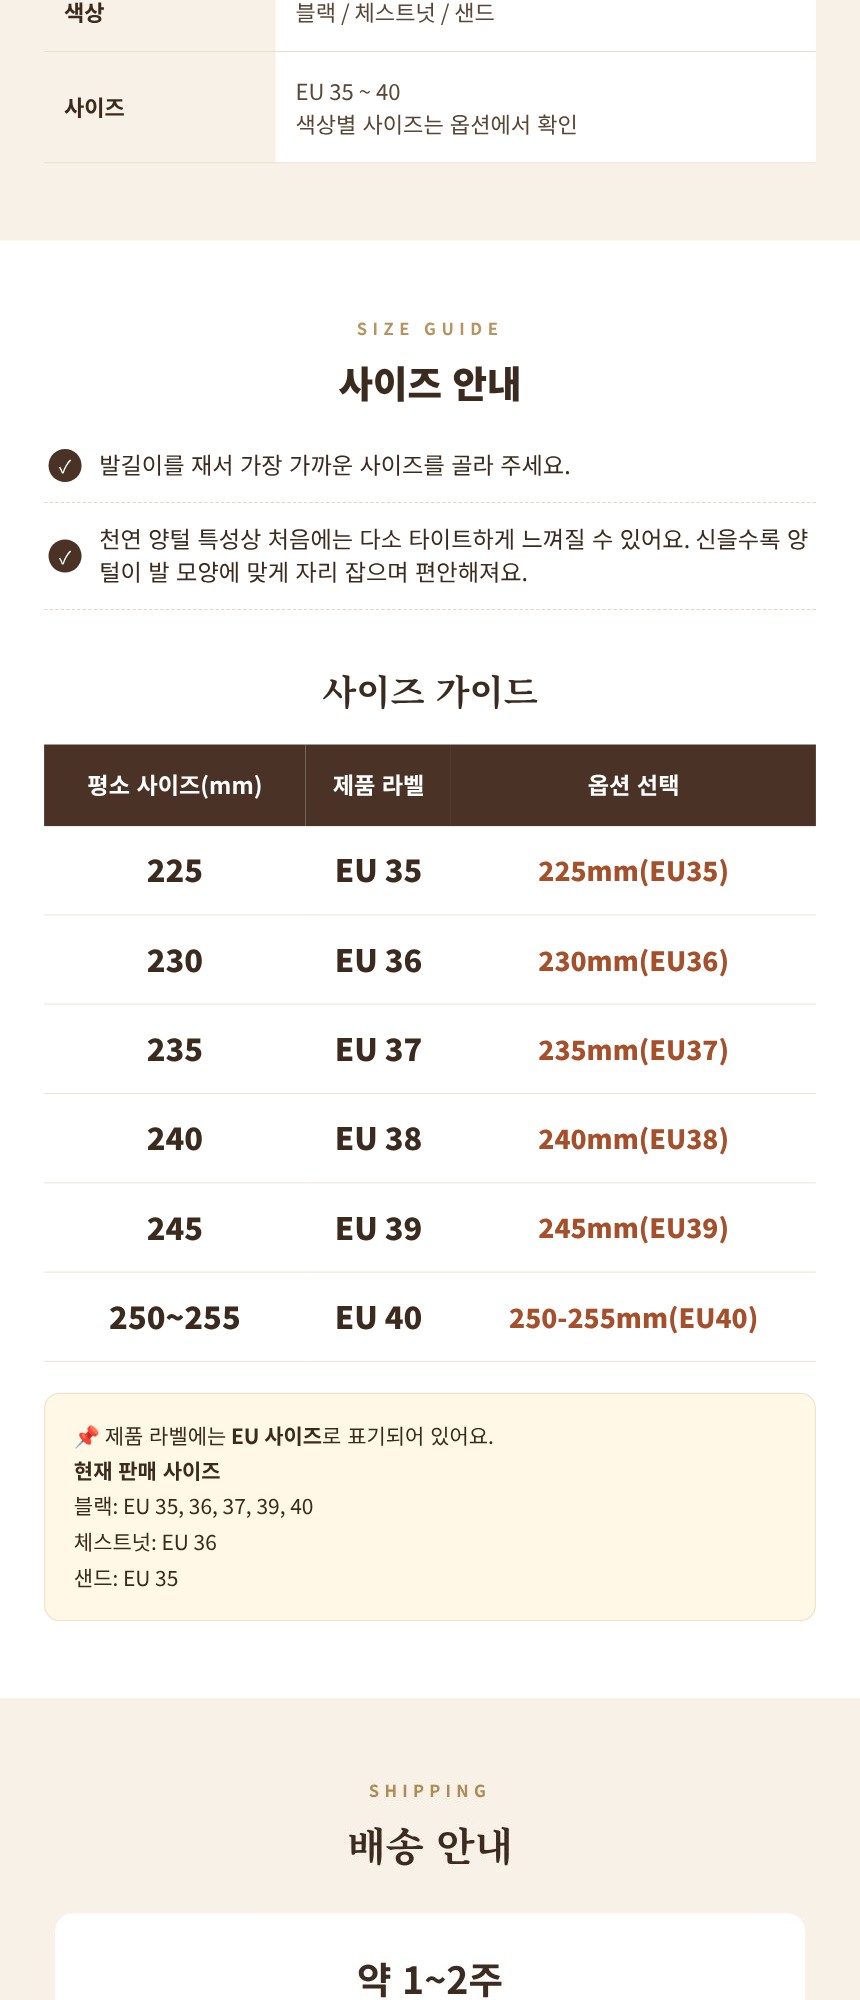 색상
블랙 / 체스트넛 / 샌드
사이즈
EU 35 ~ 40
색상별 사이즈는 옵션에서 확인
SIZE GUIDE
사이즈 안내
✓ 발길이를 재서 가장 가까운 사이즈를 골라 주세요.
✓ 천연 양털 특성상 처음에는 다소 타이트하게 느껴질 수 있어요. 신을수록 양
털이 발 모양에 맞게 자리 잡으며 편안해져요.
사이즈 가이드
평소 사이즈(mm) 제품 라벨 옵션 선택
225 EU 35 225mm(EU35)
230 EU 36 230mm(EU36)
235 EU 37 235mm(EU37)
240 EU 38 240mm(EU38)
245 EU 39 245mm(EU39)
250~255 EU 40 250-255mm(EU40)
📌 제품 라벨에는 EU 사이즈로 표기되어 있어요.
현재 판매 사이즈
블랙: EU 35, 36, 37, 39, 40
체스트넛: EU 36
샌드: EU 35
SHIPPING
배송 안내
약 1~2주